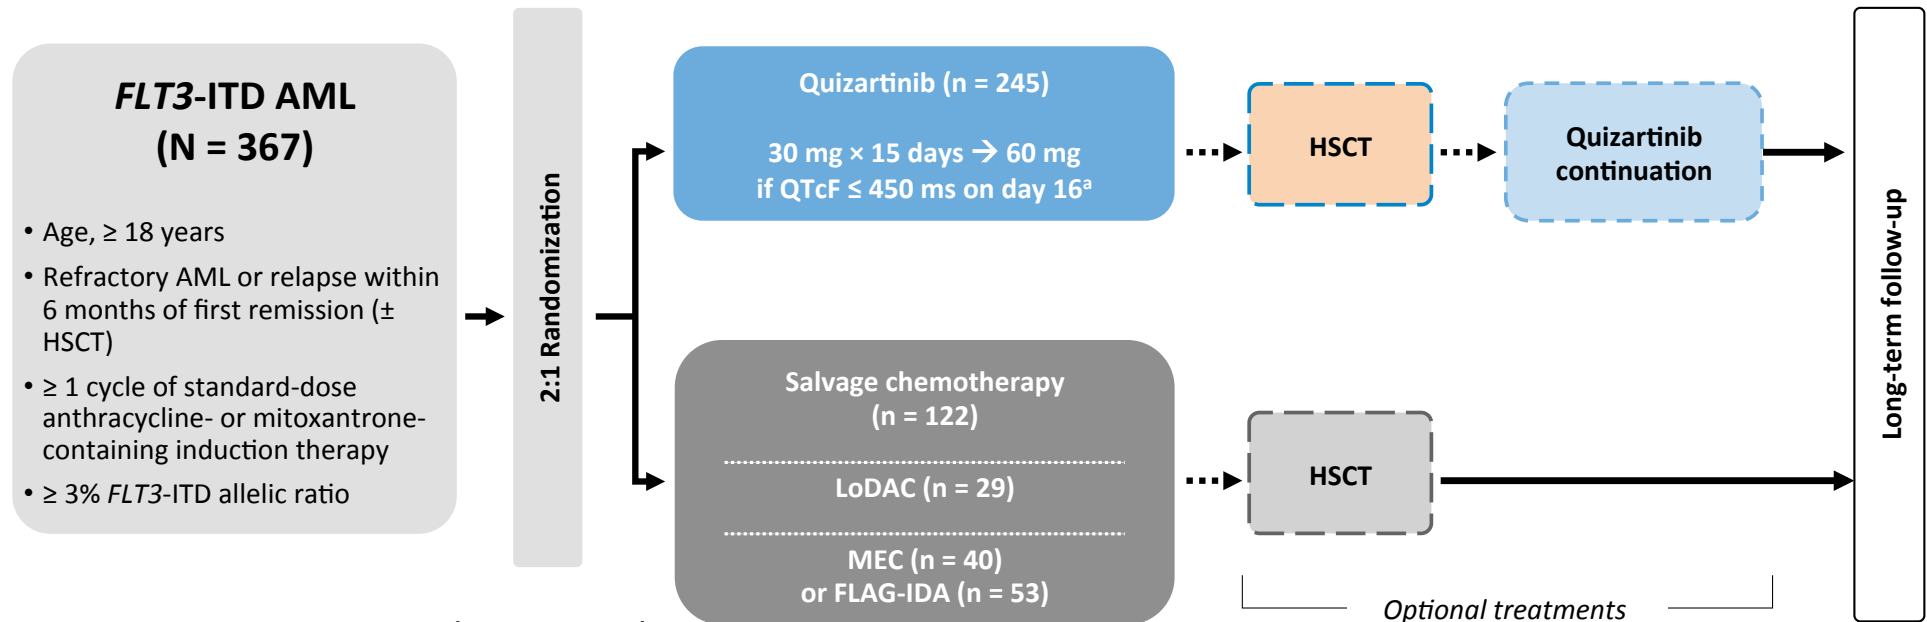 FLT3-ITD AML
(N = 367)
• Age, ≥ 18 years
• Refractory AML or relapse within
6 months of first remission (±
HSCT)
• ≥ 1 cycle of standard-dose
anthracycline- or mitoxantrone-
containing induction therapy
• ≥ 3% FLT3-ITD allelic ratio
2:1 Randomization
Quizartinib (n = 245)
30 mg × 15 days → 60 mg
if QTcF ≤ 450 ms on day 16ᵃ
HSCT
Quizartinib
continuation
Salvage chemotherapy
(n = 122)
LoDAC (n = 29)
MEC (n = 40)
or FLAG-IDA (n = 53)
HSCT
Optional treatments
Long-term follow-up